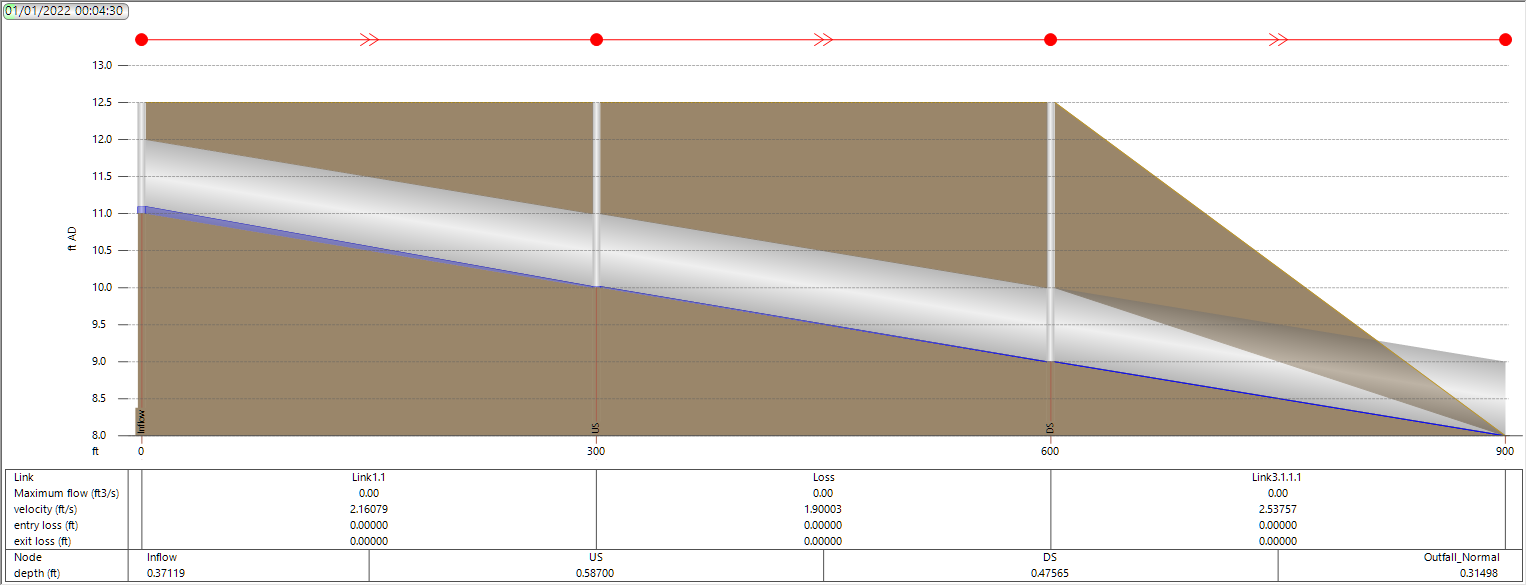 01/01/2022 00:04:30
13.0
12.5
12.0
11.5
11.0
10.5
10.0
9.5
9.0
8.5
8.0
ft AD
Inflow
US
DS
ft 0 300 600 900
Link Link1.1 Loss Link3.1.1.1
Maximum flow (ft3/s) 0.00 0.00 0.00
velocity (ft/s) 2.16079 1.90003 2.53757
entry loss (ft) 0.00000 0.00000 0.00000
exit loss (ft) 0.00000 0.00000 0.00000
Node Inflow US DS Outfall_Normal
depth (ft) 0.37119 0.58700 0.47565 0.31498